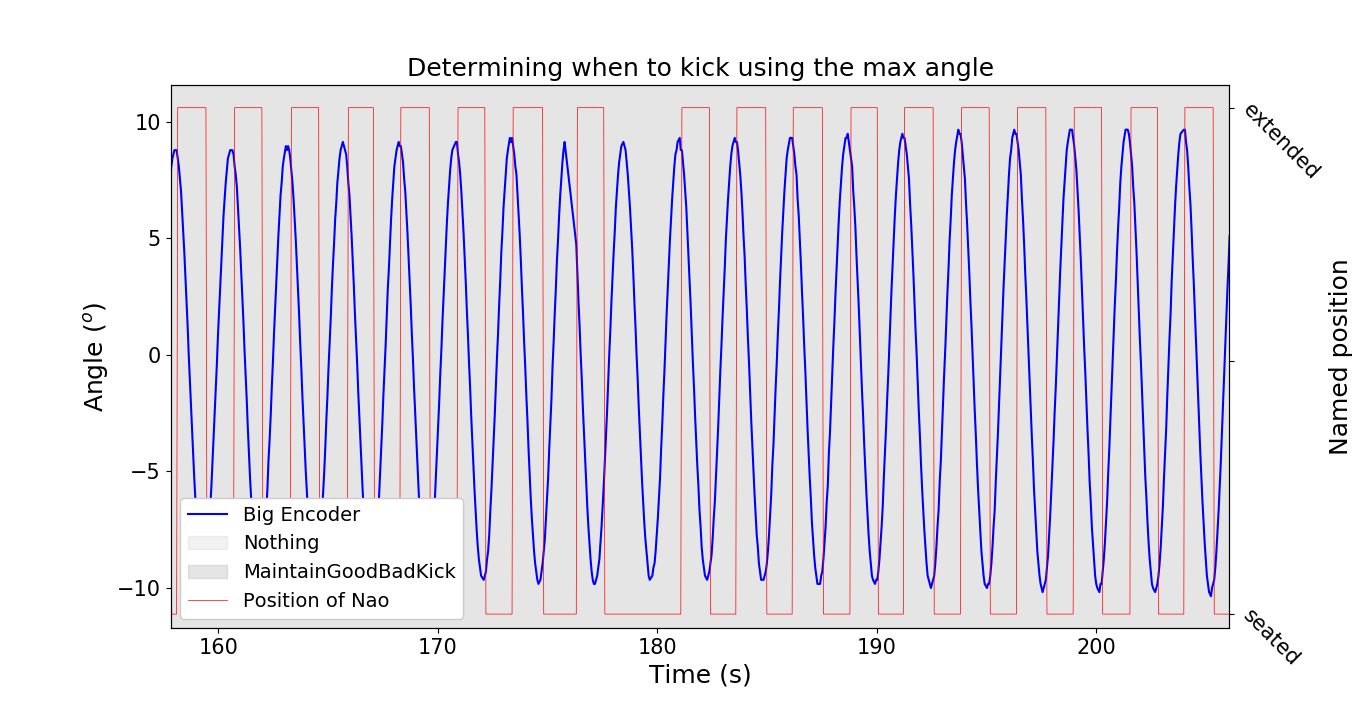 Determining when to kick using the max angle
10
5
0
−5
−10
Angle (°)
extended
seated
Named position
Big Encoder
Nothing
MaintainGoodBadKick
Position of Nao
160 170 180 190 200
Time (s)